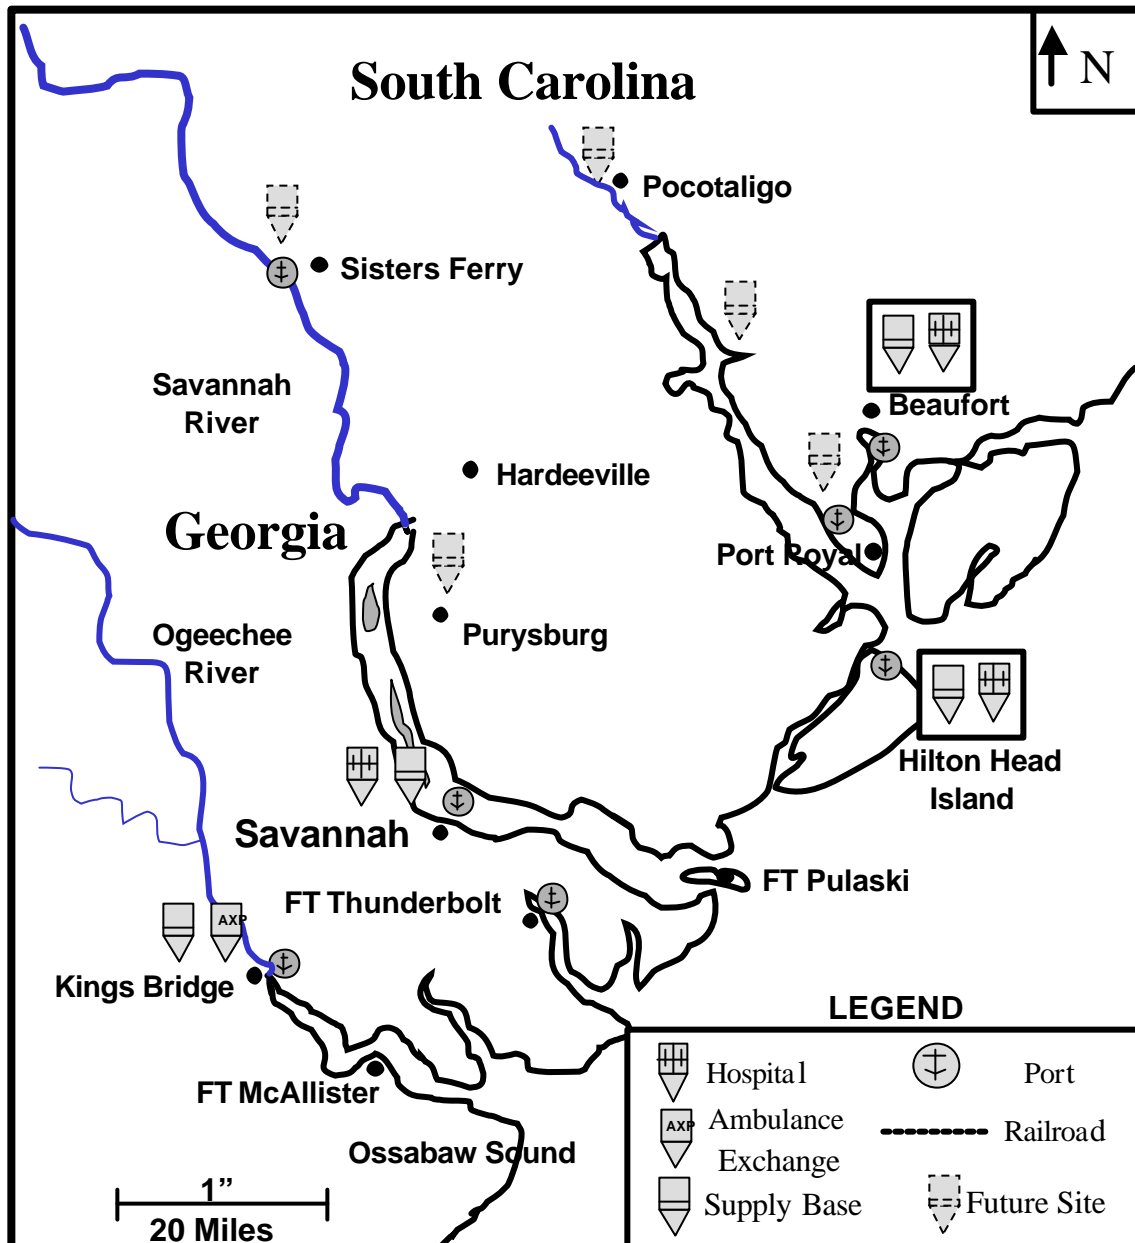 South Carolina
N
Pocotaligo
Sisters Ferry
Savannah
River
Beaufort
Hardeeville
Georgia
Port Royal
Ogeechee
River
Purysburg
Hilton Head
Island
Savannah
FT Pulaski
FT Thunderbolt
AXP
Kings Bridge
FT McAllister
Ossabaw Sound
1”
20 Miles
LEGEND
Hospital
Port
AXP
Ambulance
Exchange
Railroad
Supply Base
Future Site